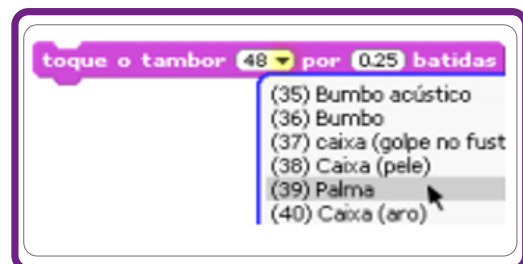 toque o tambor 48 por 0.25 batidas
(35) Bumbo acústico
(36) Bumbo
(37) caixa (golpe no fust
(38) Caixa (pele)
(39) Palma
(40) Caixa (aro)